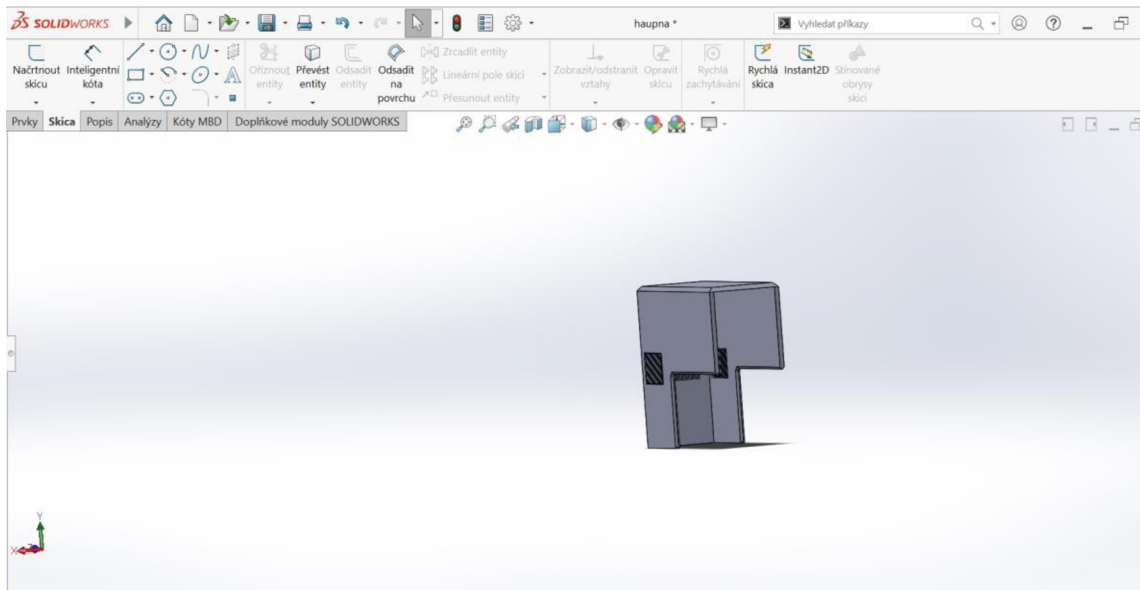 SOLIDWORKS
haupna *
Vyhledat příkazy
Načrtnout skicu
Inteligentní kóta
Oříznout entity
Převést entity
Odsadit entity
Odsadit na povrchu
Zrcadlit entity
Lineární pole skici
Přesunout entity
Zobrazit/odstranit vztahy
Opravit skicu
Rychlá zachytávání
Rychlá skica
Instant2D
Stínované obrysy skici
Prvky
Skica
Popis
Analýzy
Kóty MBD
Doplňkové moduly SOLIDWORKS
Y
X